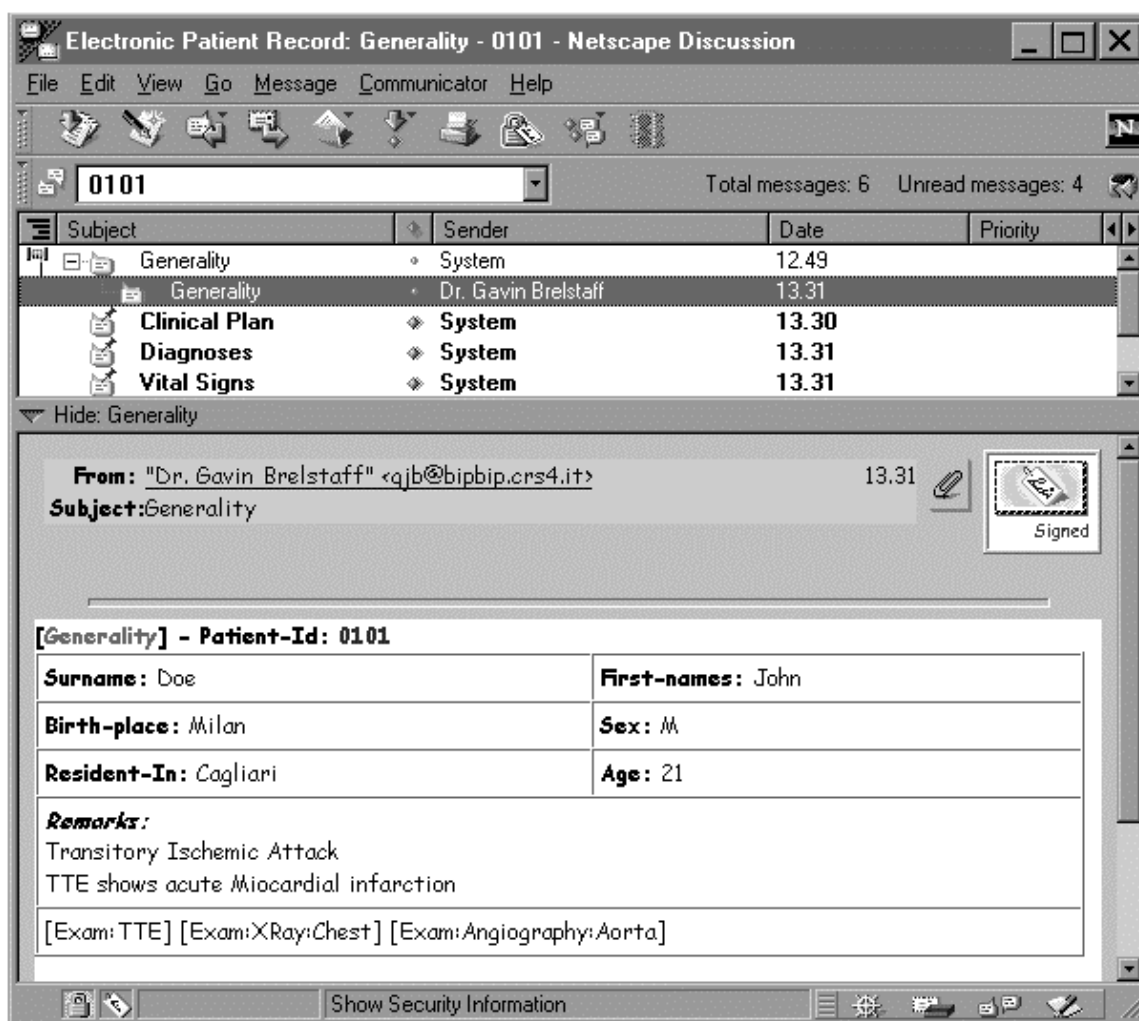 Electronic Patient Record: Generality - 0101 - Netscape Discussion
File Edit View Go Message Communicator Help
N
0101 Total messages: 6 Unread messages: 4
Subject Sender Date Priority
Generality System 12.49
Generality Dr. Gavin Brelstaff 13.31
Clinical Plan System 13.30
Diagnoses System 13.31
Vital Signs System 13.31
Hide: Generality
From: "Dr. Gavin Brelstaff" <gjb@bipbip.crs4.it> 13.31
Subject:Generality
Signed
[Generality] - Patient-Id: 0101
Surname: Doe First-names: John
Birth-place: Milan Sex: M
Resident-In: Cagliari Age: 21
Remarks:
Transitory Ischemic Attack
TTE shows acute Miocardial infarction
[Exam:TTE] [Exam:XRay:Chest] [Exam:Angiography:Aorta]
Show Security Information